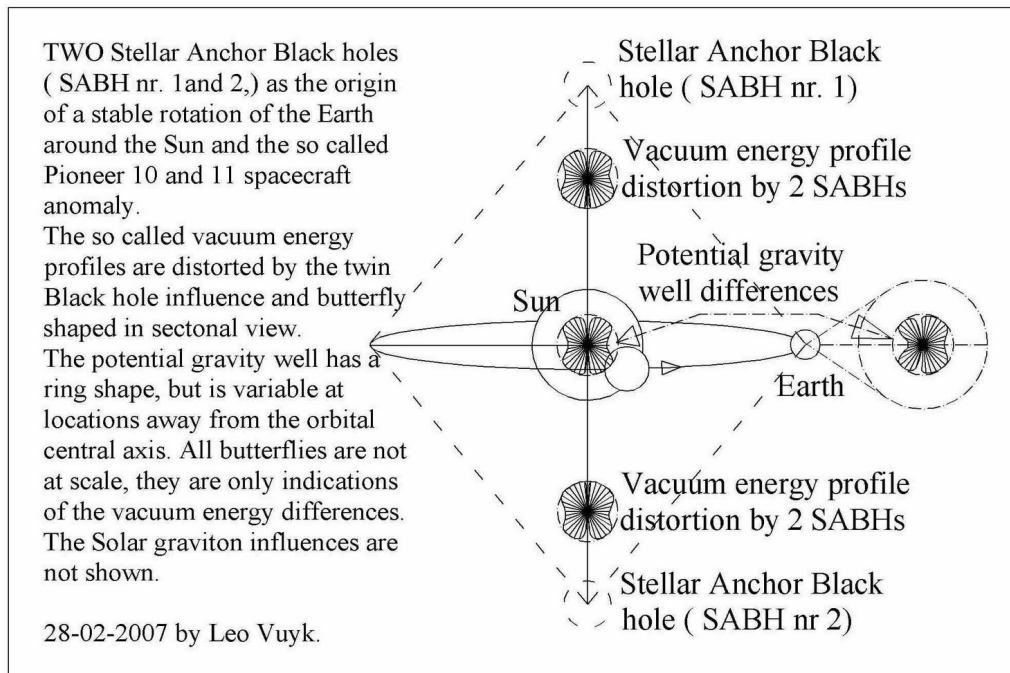 TWO Stellar Anchor Black holes
( SABH nr. 1and 2,) as the origin
of a stable rotation of the Earth
around the Sun and the so called
Pioneer 10 and 11 spacecraft
anomaly.
The so called vacuum energy
profiles are distorted by the twin
Black hole influence and butterfly
shaped in sectonal view.
The potential gravity well has a
ring shape, but is variable at
locations away from the orbital
central axis. All butterflies are not
at scale, they are only indications
of the vacuum energy differences.
The Solar graviton influences are
not shown.
28-02-2007 by Leo Vuyk.
Stellar Anchor Black
hole ( SABH nr. 1)
Vacuum energy profile
distortion by 2 SABHs
Potential gravity
well differences
Sun
Earth
Vacuum energy profile
distortion by 2 SABHs
Stellar Anchor Black
hole ( SABH nr 2)